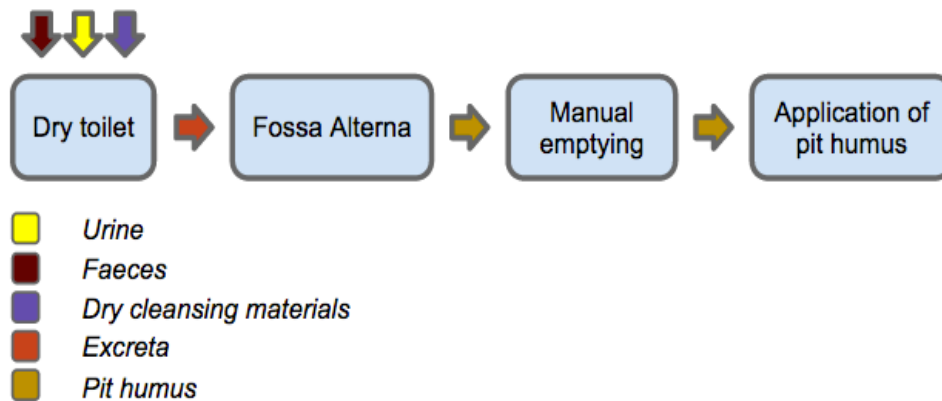 Dry toilet
Fossa Alterna
Manual
emptying
Application of
pit humus
Urine
Faeces
Dry cleansing materials
Excreta
Pit humus